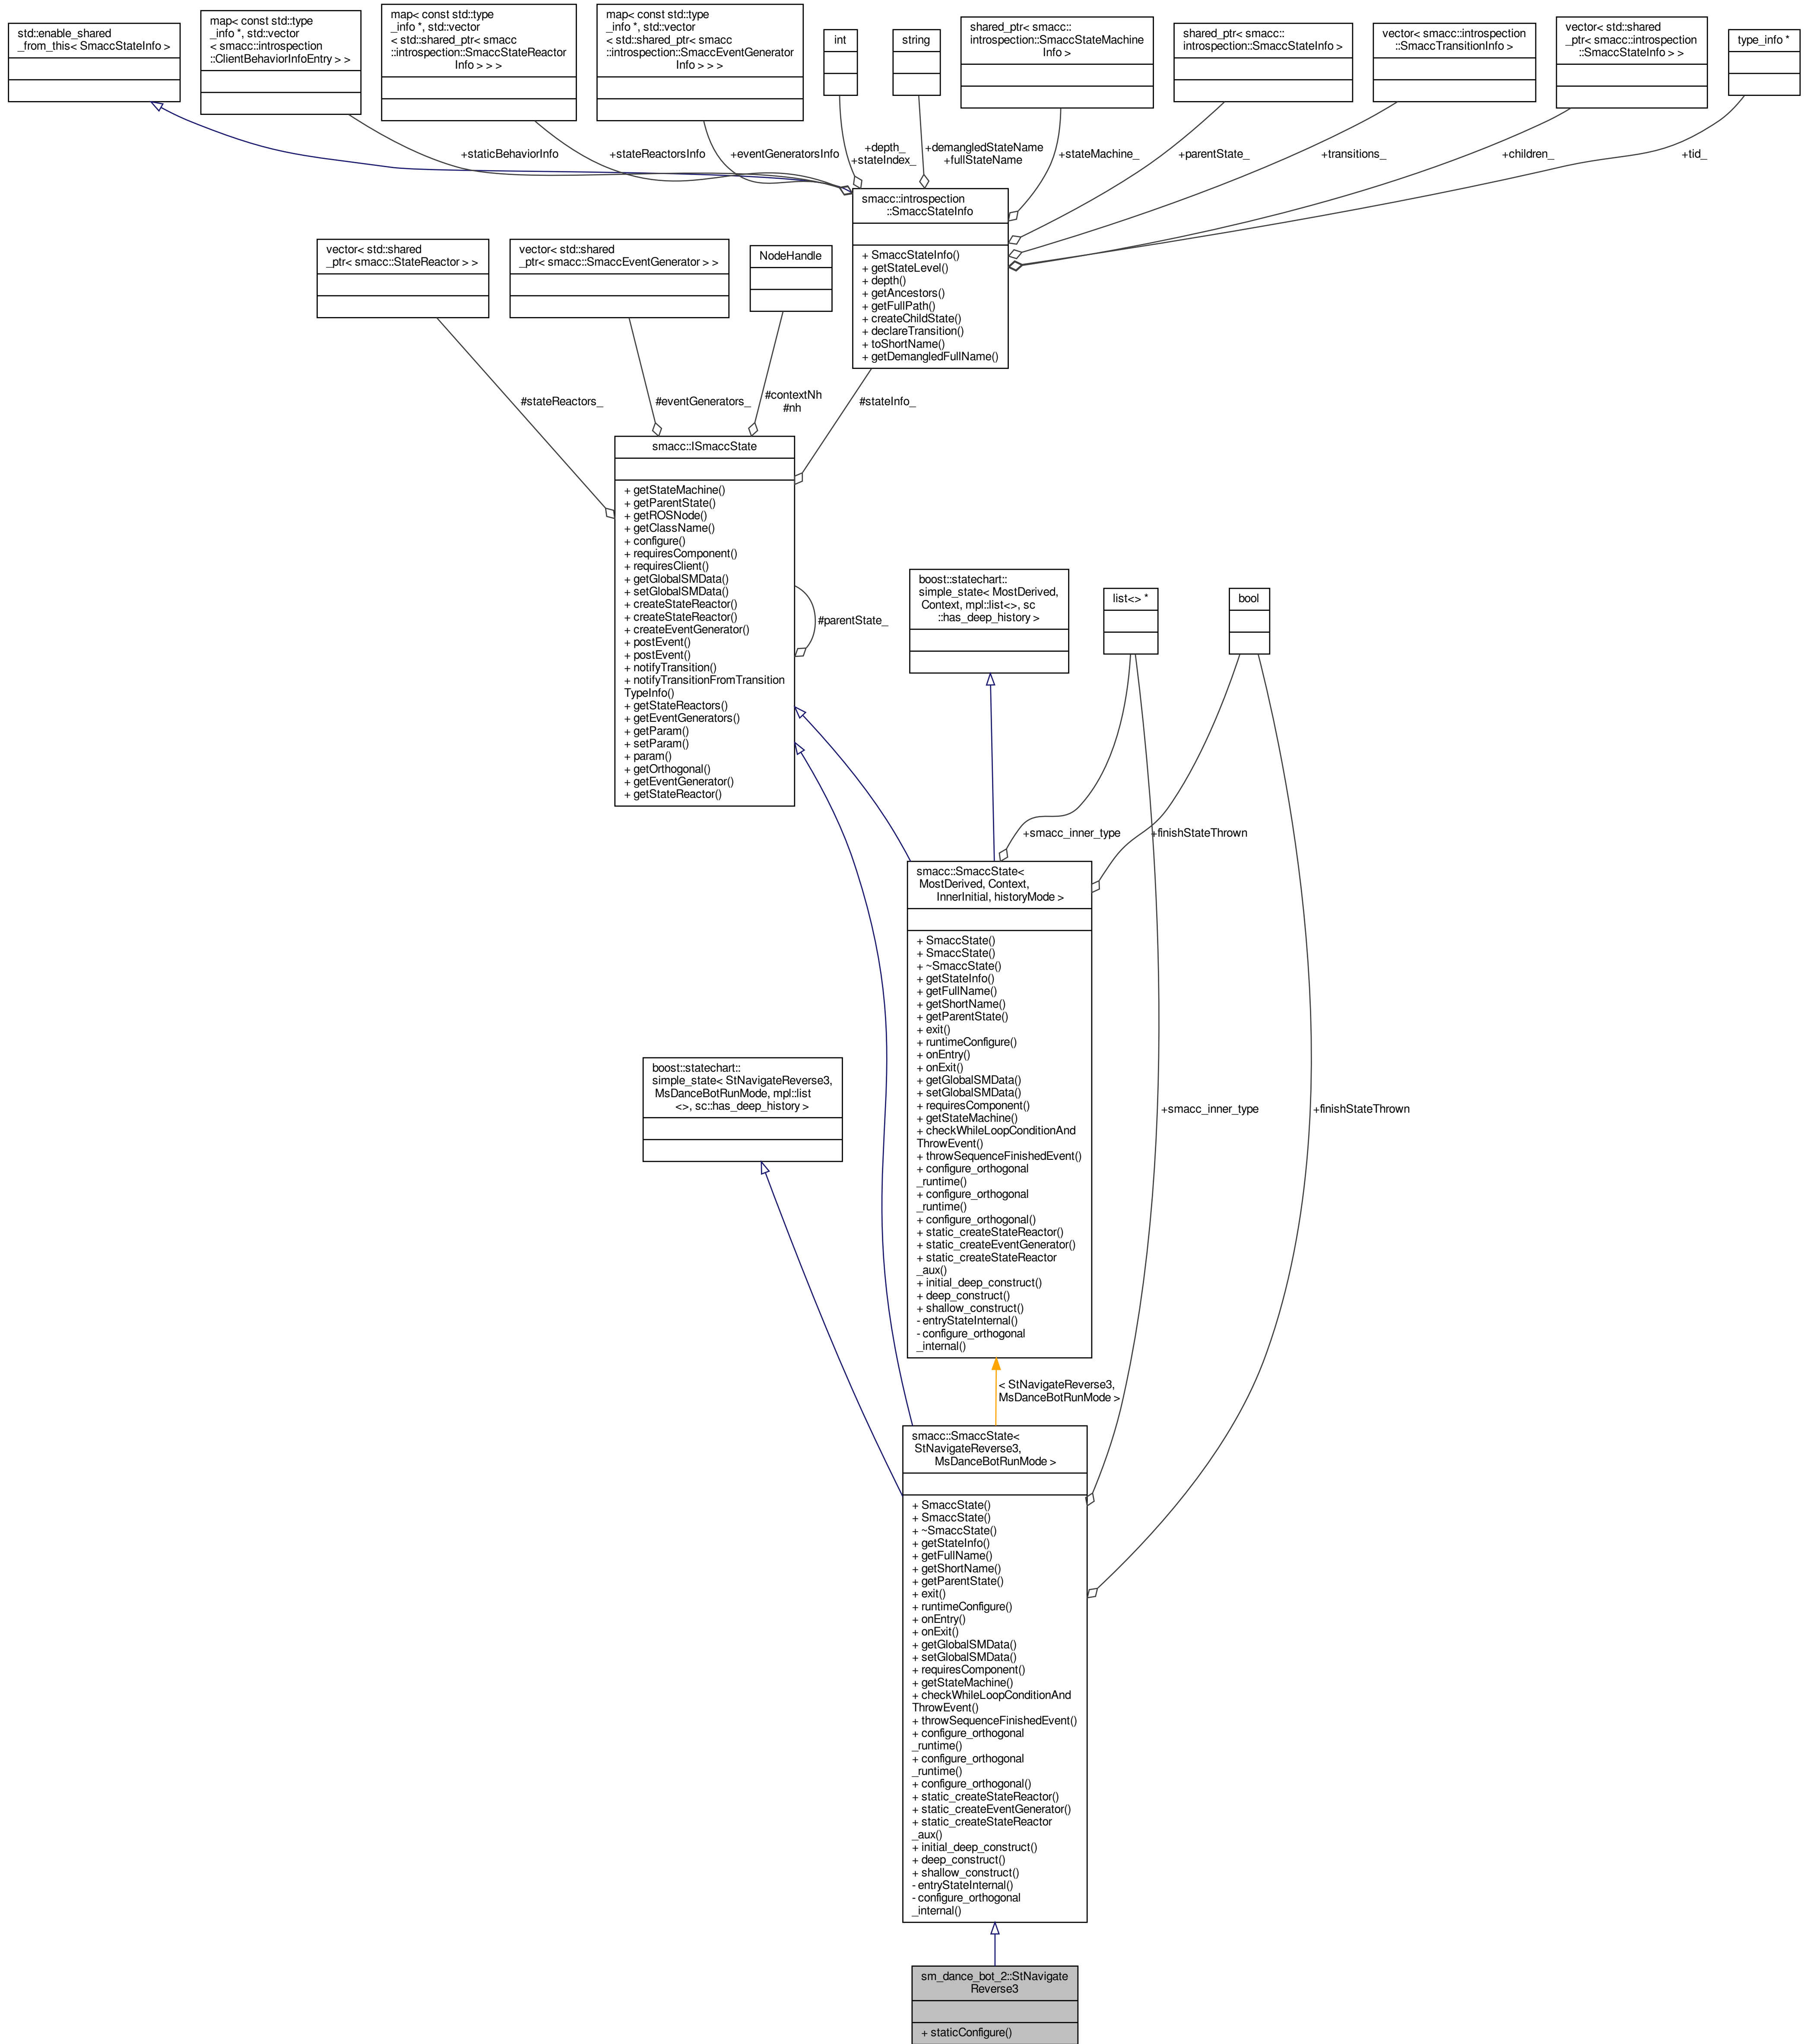 std::enable_shared
_from_this< SmaccStateInfo >
map< const std::type
_info *, std::vector
< smacc::introspection
::ClientBehaviorInfoEntry > >
map< const std::type
_info *, std::vector
< std::shared_ptr< smacc
::introspection::SmaccStateReactor
Info > > >
map< const std::type
_info *, std::vector
< std::shared_ptr< smacc
::introspection::SmaccEventGenerator
Info > > >
int
string
shared_ptr< smacc::
introspection::SmaccStateMachine
Info >
shared_ptr< smacc::
introspection::SmaccStateInfo >
vector< smacc::introspection
::SmaccTransitionInfo >
vector< std::shared
_ptr< smacc::introspection
::SmaccStateInfo > >
type_info *
+staticBehaviorInfo
+stateReactorsInfo
+eventGeneratorsInfo
+depth_
+stateIndex_
+demangledStateName
+fullStateName
+stateMachine_
+parentState_
+transitions_
+children_
+tid_
smacc::introspection
::SmaccStateInfo
+ SmaccStateInfo()
+ getStateLevel()
+ depth()
+ getAncestors()
+ getFullPath()
+ createChildState()
+ declareTransition()
+ toShortName()
+ getDemangledFullName()
vector< std::shared
_ptr< smacc::StateReactor > >
vector< std::shared
_ptr< smacc::SmaccEventGenerator > >
NodeHandle
#stateReactors_
#eventGenerators_
#contextNh
#nh
#stateInfo_
smacc::ISmaccState
+ getStateMachine()
+ getParentState()
+ getROSNode()
+ getClassName()
+ configure()
+ requiresComponent()
+ requiresClient()
+ getGlobalSMData()
+ setGlobalSMData()
+ createStateReactor()
+ createStateReactor()
+ createEventGenerator()
+ postEvent()
+ postEvent()
+ notifyTransition()
+ notifyTransitionFromTransition
TypeInfo()
+ getStateReactors()
+ getEventGenerators()
+ getParam()
+ setParam()
+ param()
+ getOrthogonal()
+ getEventGenerator()
+ getStateReactor()
#parentState_
boost::statechart::
simple_state< MostDerived,
Context, mpl::list<>, sc
::has_deep_history >
list<> *
bool
+smacc_inner_type
+finishStateThrown
smacc::SmaccState<
MostDerived, Context,
InnerInitial, historyMode >
+ SmaccState()
+ SmaccState()
+ ~SmaccState()
+ getStateInfo()
+ getFullName()
+ getShortName()
+ getParentState()
+ exit()
+ runtimeConfigure()
+ onEntry()
+ onExit()
+ getGlobalSMData()
+ setGlobalSMData()
+ requiresComponent()
+ getStateMachine()
+ checkWhileLoopConditionAnd
ThrowEvent()
+ throwSequenceFinishedEvent()
+ configure_orthogonal
_runtime()
+ configure_orthogonal
_runtime()
+ configure_orthogonal()
+ static_createStateReactor()
+ static_createEventGenerator()
+ static_createStateReactor
_aux()
+ initial_deep_construct()
+ deep_construct()
+ shallow_construct()
- entryStateInternal()
- configure_orthogonal
_internal()
boost::statechart::
simple_state< StNavigateReverse3,
MsDanceBotRunMode, mpl::list
<>, sc::has_deep_history >
+smacc_inner_type
+finishStateThrown
< StNavigateReverse3,
MsDanceBotRunMode >
smacc::SmaccState<
StNavigateReverse3,
MsDanceBotRunMode >
+ SmaccState()
+ SmaccState()
+ ~SmaccState()
+ getStateInfo()
+ getFullName()
+ getShortName()
+ getParentState()
+ exit()
+ runtimeConfigure()
+ onEntry()
+ onExit()
+ getGlobalSMData()
+ setGlobalSMData()
+ requiresComponent()
+ getStateMachine()
+ checkWhileLoopConditionAnd
ThrowEvent()
+ throwSequenceFinishedEvent()
+ configure_orthogonal
_runtime()
+ configure_orthogonal
_runtime()
+ configure_orthogonal()
+ static_createStateReactor()
+ static_createEventGenerator()
+ static_createStateReactor
_aux()
+ initial_deep_construct()
+ deep_construct()
+ shallow_construct()
- entryStateInternal()
- configure_orthogonal
_internal()
sm_dance_bot_2::StNavigate
Reverse3
+ staticConfigure()